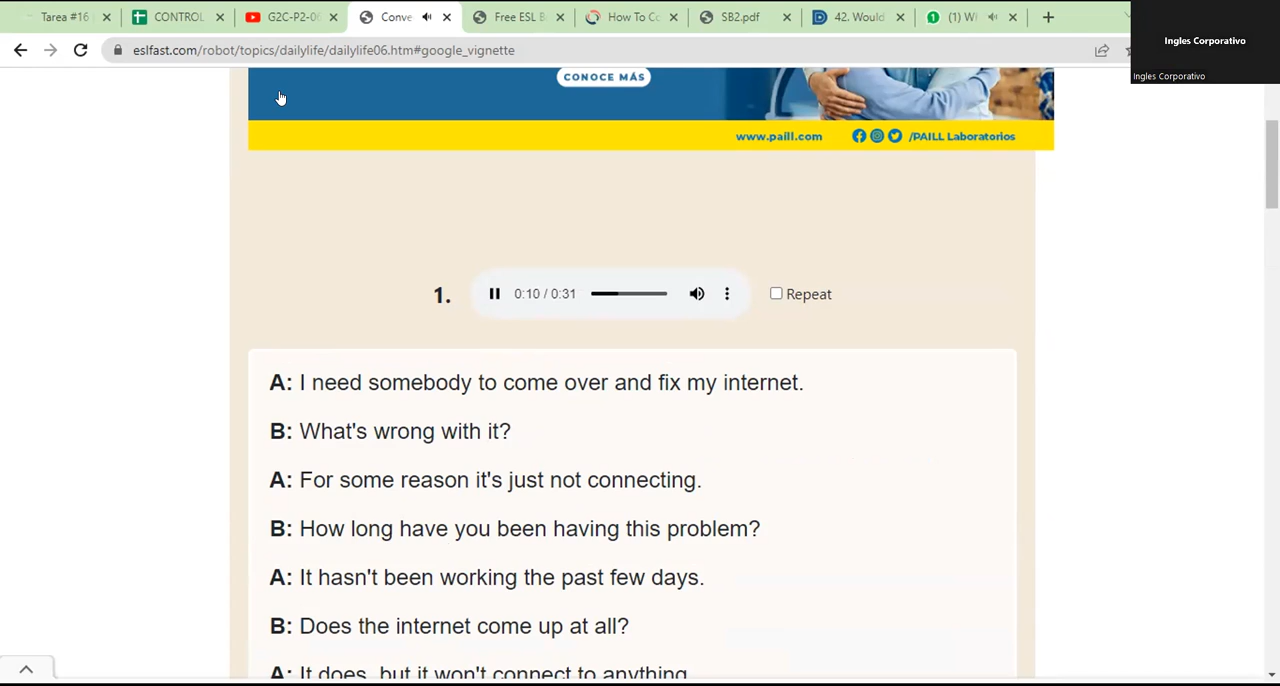 Tarea #16
CONTROL
G2C-P2-0
Conve
Free ESL B
How To Co
SB2.pdf
42. Would
(1) W
eslfast.com/robot/topics/dailylife/dailylife06.htm#google_vignette
Ingles Corporativo
Ingles Corporativo
CONOCE MÁS
www.paill.com
/PAILL Laboratorios
1.
0:10 / 0:31
Repeat
A: I need somebody to come over and fix my internet.
B: What's wrong with it?
A: For some reason it's just not connecting.
B: How long have you been having this problem?
A: It hasn't been working the past few days.
B: Does the internet come up at all?
A: It does, but it won't connect to anything